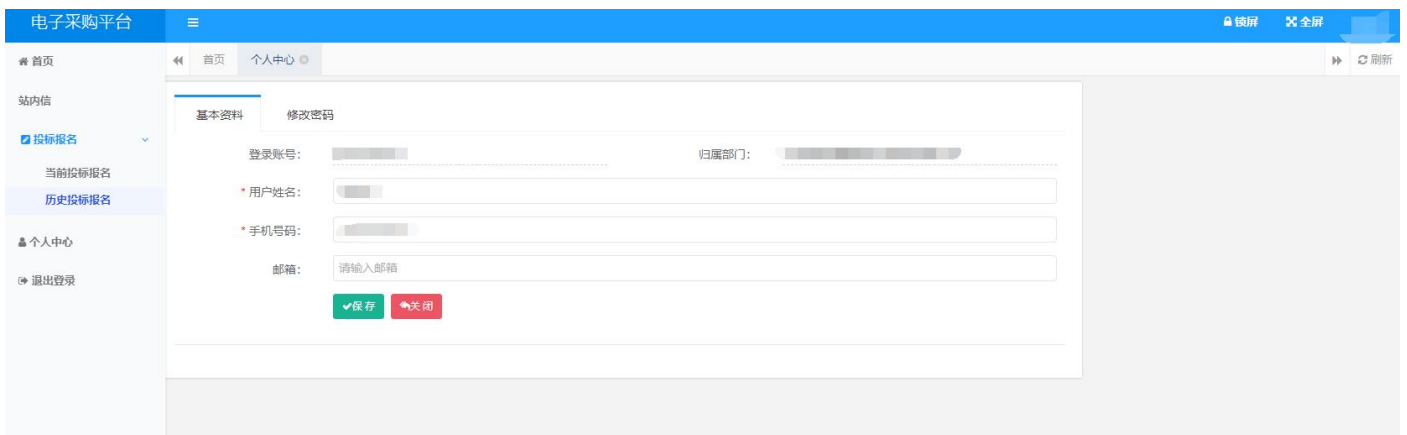 电子采购平台 锁屏 全屏
首页 首页 个人中心 刷新
站内信
基本资料 修改密码
投标报名
登录账号: 归属部门:
当前投标报名
* 用户姓名:
历史投标报名
* 手机号码:
个人中心
邮箱: 请输入邮箱
退出登录
保存 关闭